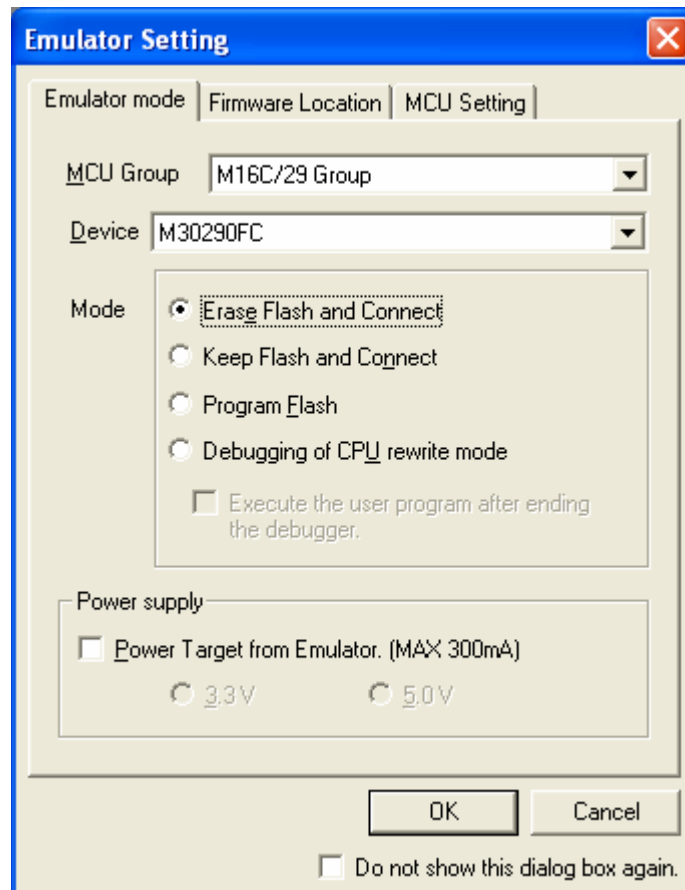 Emulator Setting
Emulator mode
Firmware Location
MCU Setting
MCU Group
M16C/29 Group
Device
M30290FC
Mode
Erase Flash and Connect
Keep Flash and Connect
Program Flash
Debugging of CPU rewrite mode
Execute the user program after ending
the debugger.
Power supply
Power Target from Emulator. (MAX 300mA)
3.3 V
5.0 V
OK
Cancel
Do not show this dialog box again.